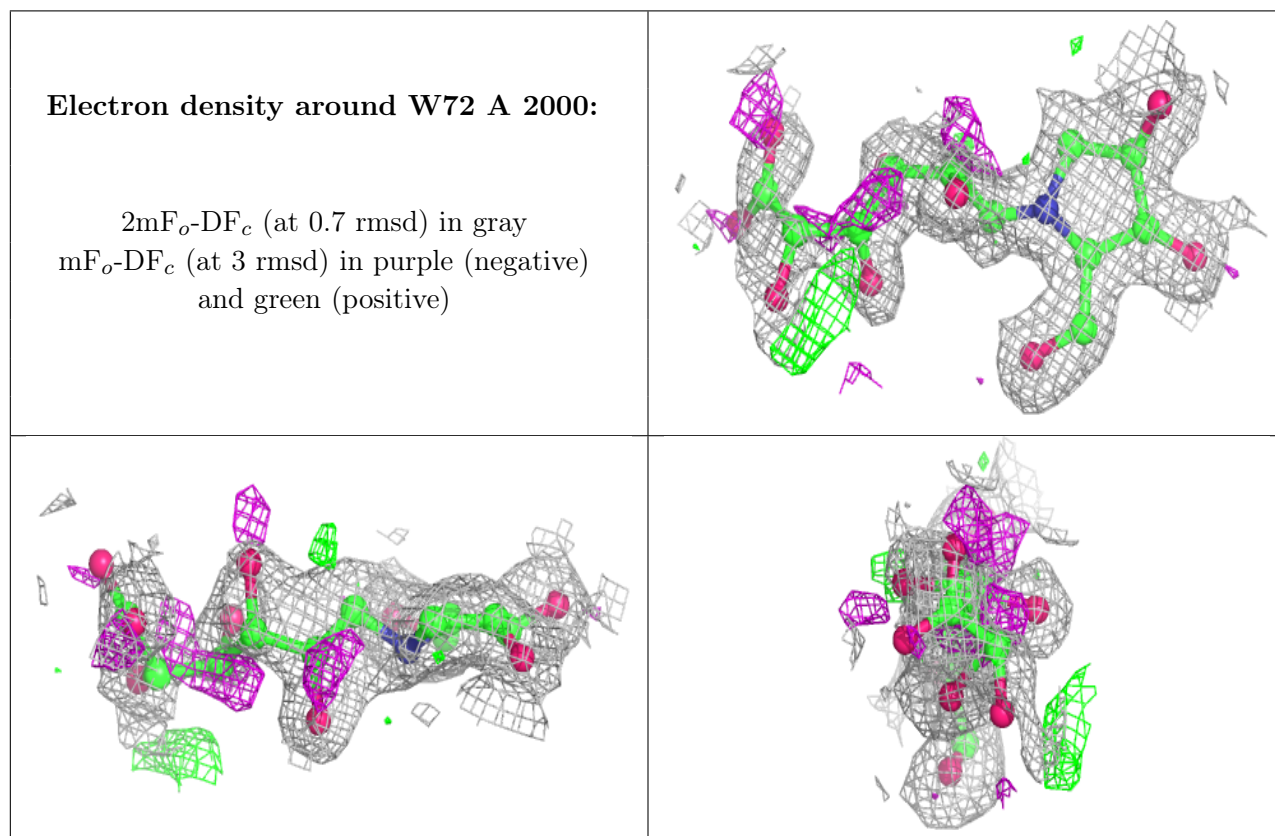 Electron density around W72 A 2000:
2mFo-DFc (at 0.7 rmsd) in gray
mFo-DFc (at 3 rmsd) in purple (negative)
and green (positive)